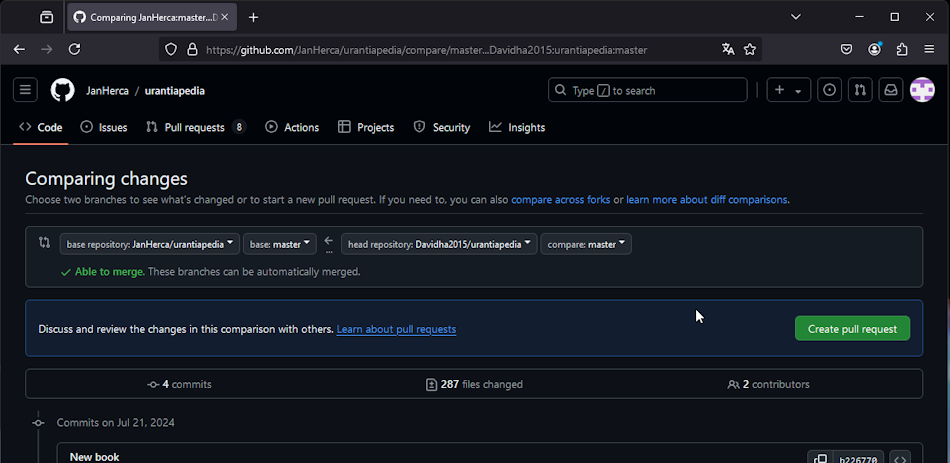 Comparing JanHerca:master...D
https://github.com/JanHerca/urantiapedia/compare/master...Davidha2015:urantiapedia:master
JanHerca / urantiapedia
Type / to search
Code Issues Pull requests 8 Actions Projects Security Insights
Comparing changes
Choose two branches to see what's changed or to start a new pull request. If you need to, you can also compare across forks or learn more about diff comparisons.
base repository: JanHerca/urantiapedia base: master ... head repository: Davidha2015/urantiapedia compare: master
Able to merge. These branches can be automatically merged.
Discuss and review the changes in this comparison with others. Learn about pull requests
Create pull request
4 commits 287 files changed 2 contributors
Commits on Jul 21, 2024
New book b226770